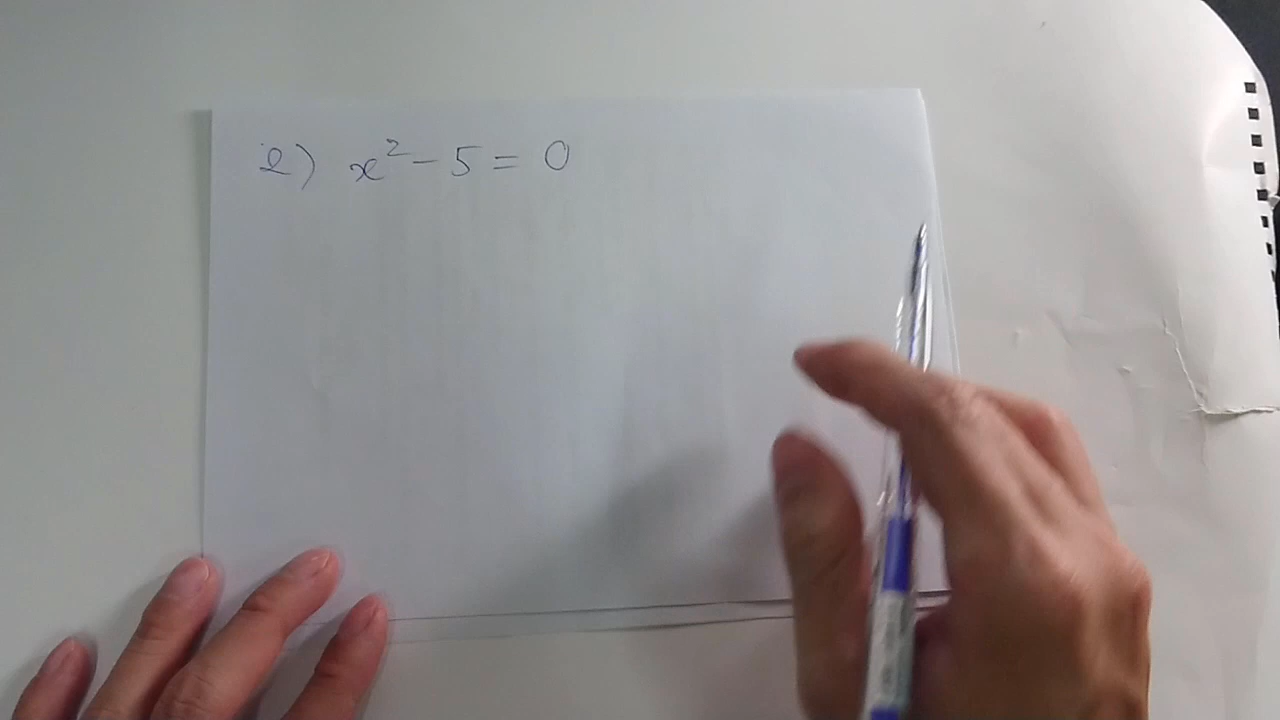 2) x² - 5 = 0